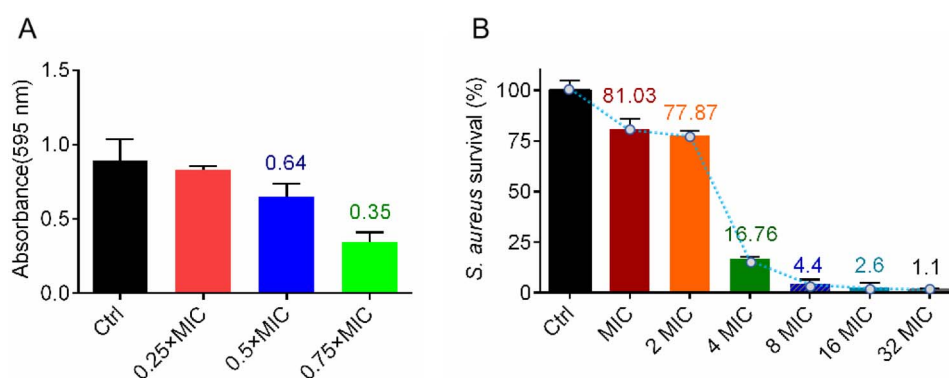 A
Absorbance(595 nm)
1.5
1.0
0.5
0.0
0.64
0.35
Ctrl
0.25×MIC
0.5×MIC
0.75×MIC
B
S. aureus survival (%)
100
75
50
25
0
81.03
77.87
16.76
4.4
2.6
1.1
Ctrl
MIC
2 MIC
4 MIC
8 MIC
16 MIC
32 MIC